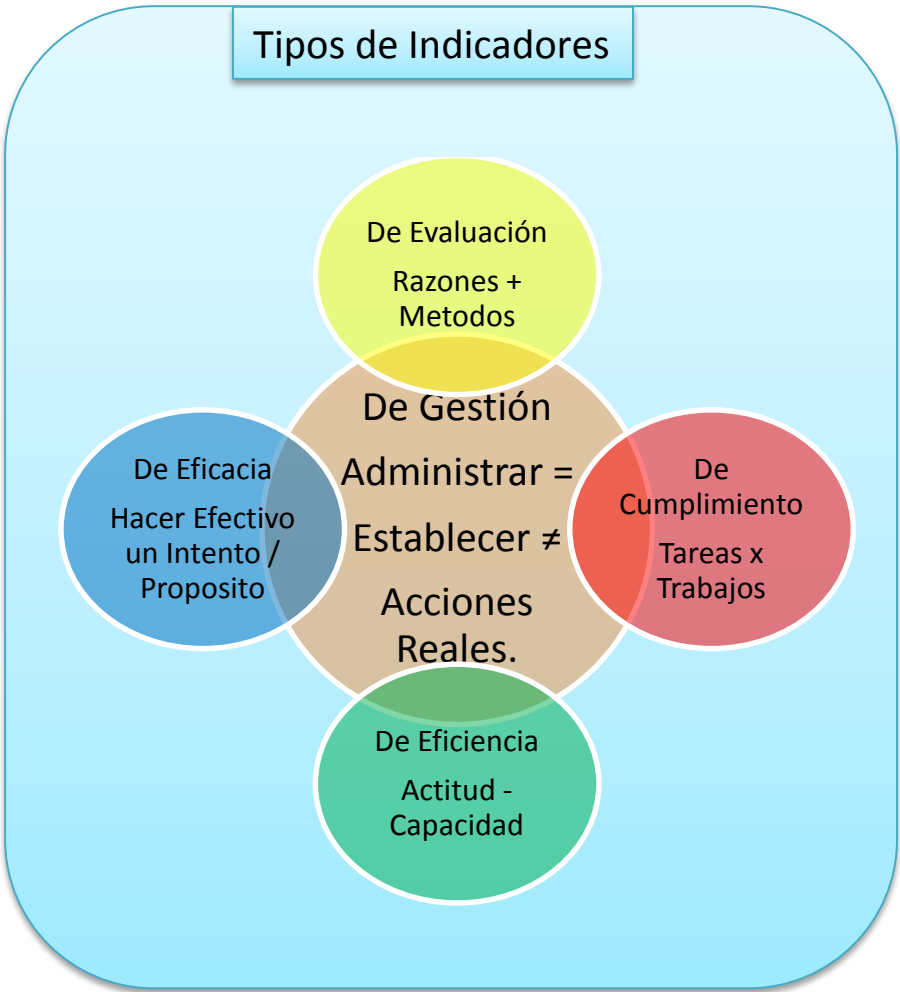 Tipos de Indicadores
De Evaluación
Razones +
Metodos
De Gestión
Administrar =
Establecer ≠
Acciones
Reales.
De Eficacia
Hacer Efectivo
un Intento /
Proposito
De
Cumplimiento
Tareas x
Trabajos
De Eficiencia
Actitud -
Capacidad